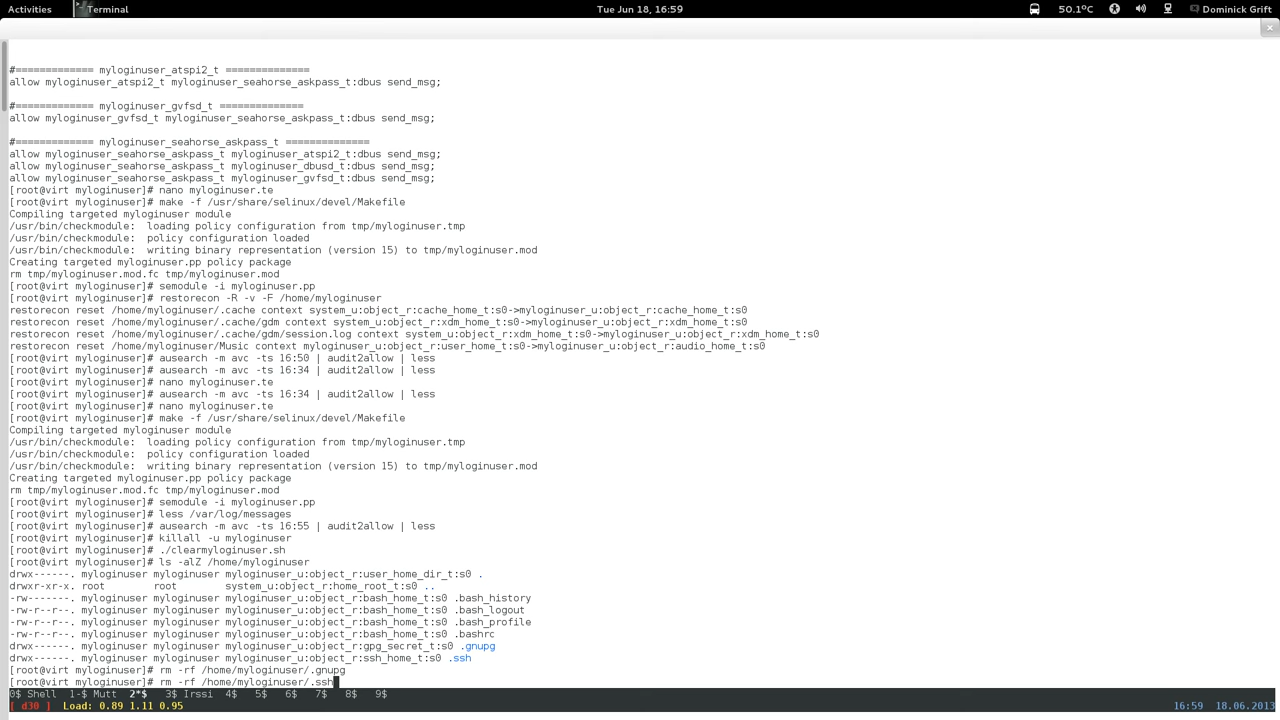 Activities Terminal Tue Jun 18, 16:59 50.1°C Dominick Grift
#============= myloginuser_atspi2_t ==============
allow myloginuser_atspi2_t myloginuser_seahorse_askpass_t:dbus send_msg;
#============= myloginuser_gvfsd_t ==============
allow myloginuser_gvfsd_t myloginuser_seahorse_askpass_t:dbus send_msg;
#============= myloginuser_seahorse_askpass_t ==============
allow myloginuser_seahorse_askpass_t myloginuser_atspi2_t:dbus send_msg;
allow myloginuser_seahorse_askpass_t myloginuser_dbusd_t:dbus send_msg;
allow myloginuser_seahorse_askpass_t myloginuser_gvfsd_t:dbus send_msg;
[root@virt myloginuser]# nano myloginuser.te
[root@virt myloginuser]# make -f /usr/share/selinux/devel/Makefile
Compiling targeted myloginuser module
/usr/bin/checkmodule:  loading policy configuration from tmp/myloginuser.tmp
/usr/bin/checkmodule:  policy configuration loaded
/usr/bin/checkmodule:  writing binary representation (version 15) to tmp/myloginuser.mod
Creating targeted myloginuser.pp policy package
rm tmp/myloginuser.mod.fc tmp/myloginuser.mod
[root@virt myloginuser]# semodule -i myloginuser.pp
[root@virt myloginuser]# restorecon -R -v -F /home/myloginuser
restorecon reset /home/myloginuser/.cache context system_u:object_r:cache_home_t:s0->myloginuser_u:object_r:cache_home_t:s0
restorecon reset /home/myloginuser/.cache/gdm context system_u:object_r:xdm_home_t:s0->myloginuser_u:object_r:xdm_home_t:s0
restorecon reset /home/myloginuser/.cache/gdm/session.log context system_u:object_r:xdm_home_t:s0->myloginuser_u:object_r:xdm_home_t:s0
restorecon reset /home/myloginuser/Music context myloginuser_u:object_r:user_home_t:s0->myloginuser_u:object_r:audio_home_t:s0
[root@virt myloginuser]# ausearch -m avc -ts 16:50 | audit2allow | less
[root@virt myloginuser]# ausearch -m avc -ts 16:34 | audit2allow | less
[root@virt myloginuser]# nano myloginuser.te
[root@virt myloginuser]# ausearch -m avc -ts 16:34 | audit2allow | less
[root@virt myloginuser]# nano myloginuser.te
[root@virt myloginuser]# make -f /usr/share/selinux/devel/Makefile
Compiling targeted myloginuser module
/usr/bin/checkmodule:  loading policy configuration from tmp/myloginuser.tmp
/usr/bin/checkmodule:  policy configuration loaded
/usr/bin/checkmodule:  writing binary representation (version 15) to tmp/myloginuser.mod
Creating targeted myloginuser.pp policy package
rm tmp/myloginuser.mod.fc tmp/myloginuser.mod
[root@virt myloginuser]# semodule -i myloginuser.pp
[root@virt myloginuser]# less /var/log/messages
[root@virt myloginuser]# ausearch -m avc -ts 16:55 | audit2allow | less
[root@virt myloginuser]# killall -u myloginuser
[root@virt myloginuser]# ./clearmyloginuser.sh
[root@virt myloginuser]# ls -alZ /home/myloginuser
drwx------. myloginuser myloginuser myloginuser_u:object_r:user_home_dir_t:s0 .
drwxr-xr-x. root        root        system_u:object_r:home_root_t:s0 ..
-rw-------. myloginuser myloginuser myloginuser_u:object_r:bash_home_t:s0 .bash_history
-rw-r--r--. myloginuser myloginuser myloginuser_u:object_r:bash_home_t:s0 .bash_logout
-rw-r--r--. myloginuser myloginuser myloginuser_u:object_r:bash_home_t:s0 .bash_profile
-rw-r--r--. myloginuser myloginuser myloginuser_u:object_r:bash_home_t:s0 .bashrc
drwx------. myloginuser myloginuser myloginuser_u:object_r:gpg_secret_t:s0 .gnupg
drwx------. myloginuser myloginuser myloginuser_u:object_r:ssh_home_t:s0 .ssh
[root@virt myloginuser]# rm -rf /home/myloginuser/.gnupg
[root@virt myloginuser]# rm -rf /home/myloginuser/.ssh
0$ Shell  1-$ Mutt  2*$  3$ Irssi  4$  5$  6$  7$  8$  9$
[ d30 ]  Load: 0.89 1.11 0.95 16:59  18.06.2013